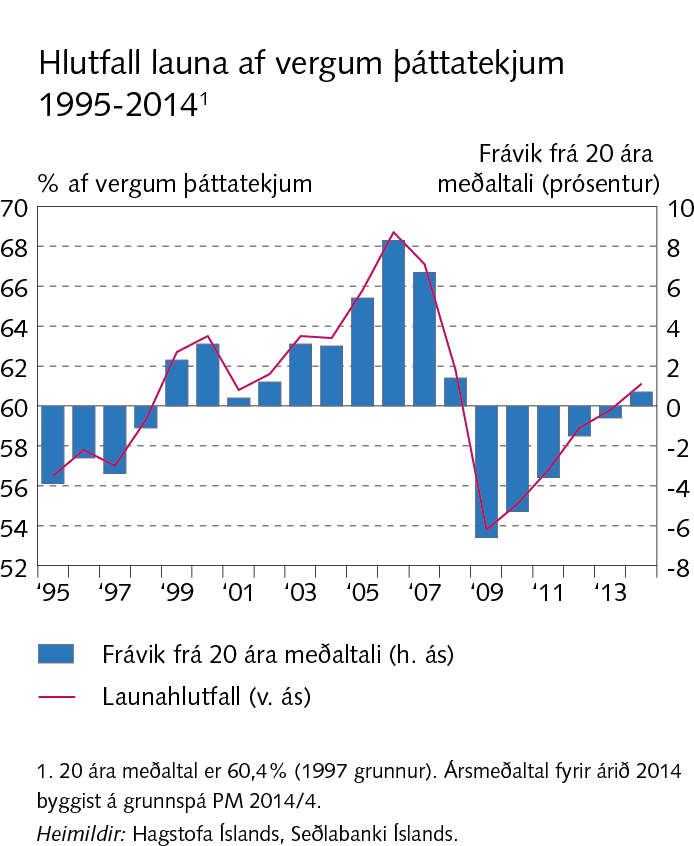 Hlutfall launa af vergum þáttatekjum
1995-2014¹
Frávik frá 20 ára
% af vergum þáttatekjum
meðaltali (prósentur)
70
10
68
8
66
6
64
4
62
2
60
0
58
-2
56
-4
54
-6
52
-8
‘95 ‘97 ‘99 ‘01 ‘03 ‘05 ‘07 ‘09 ‘11 ‘13
Frávik frá 20 ára meðaltali (h. ás)
Launahlutfall (v. ás)
1. 20 ára meðaltal er 60,4% (1997 grunnur). Ársmeðaltal fyrir árið 2014
byggist á grunnspá PM 2014/4.
Heimildir: Hagstofa Íslands, Seðlabanki Íslands.